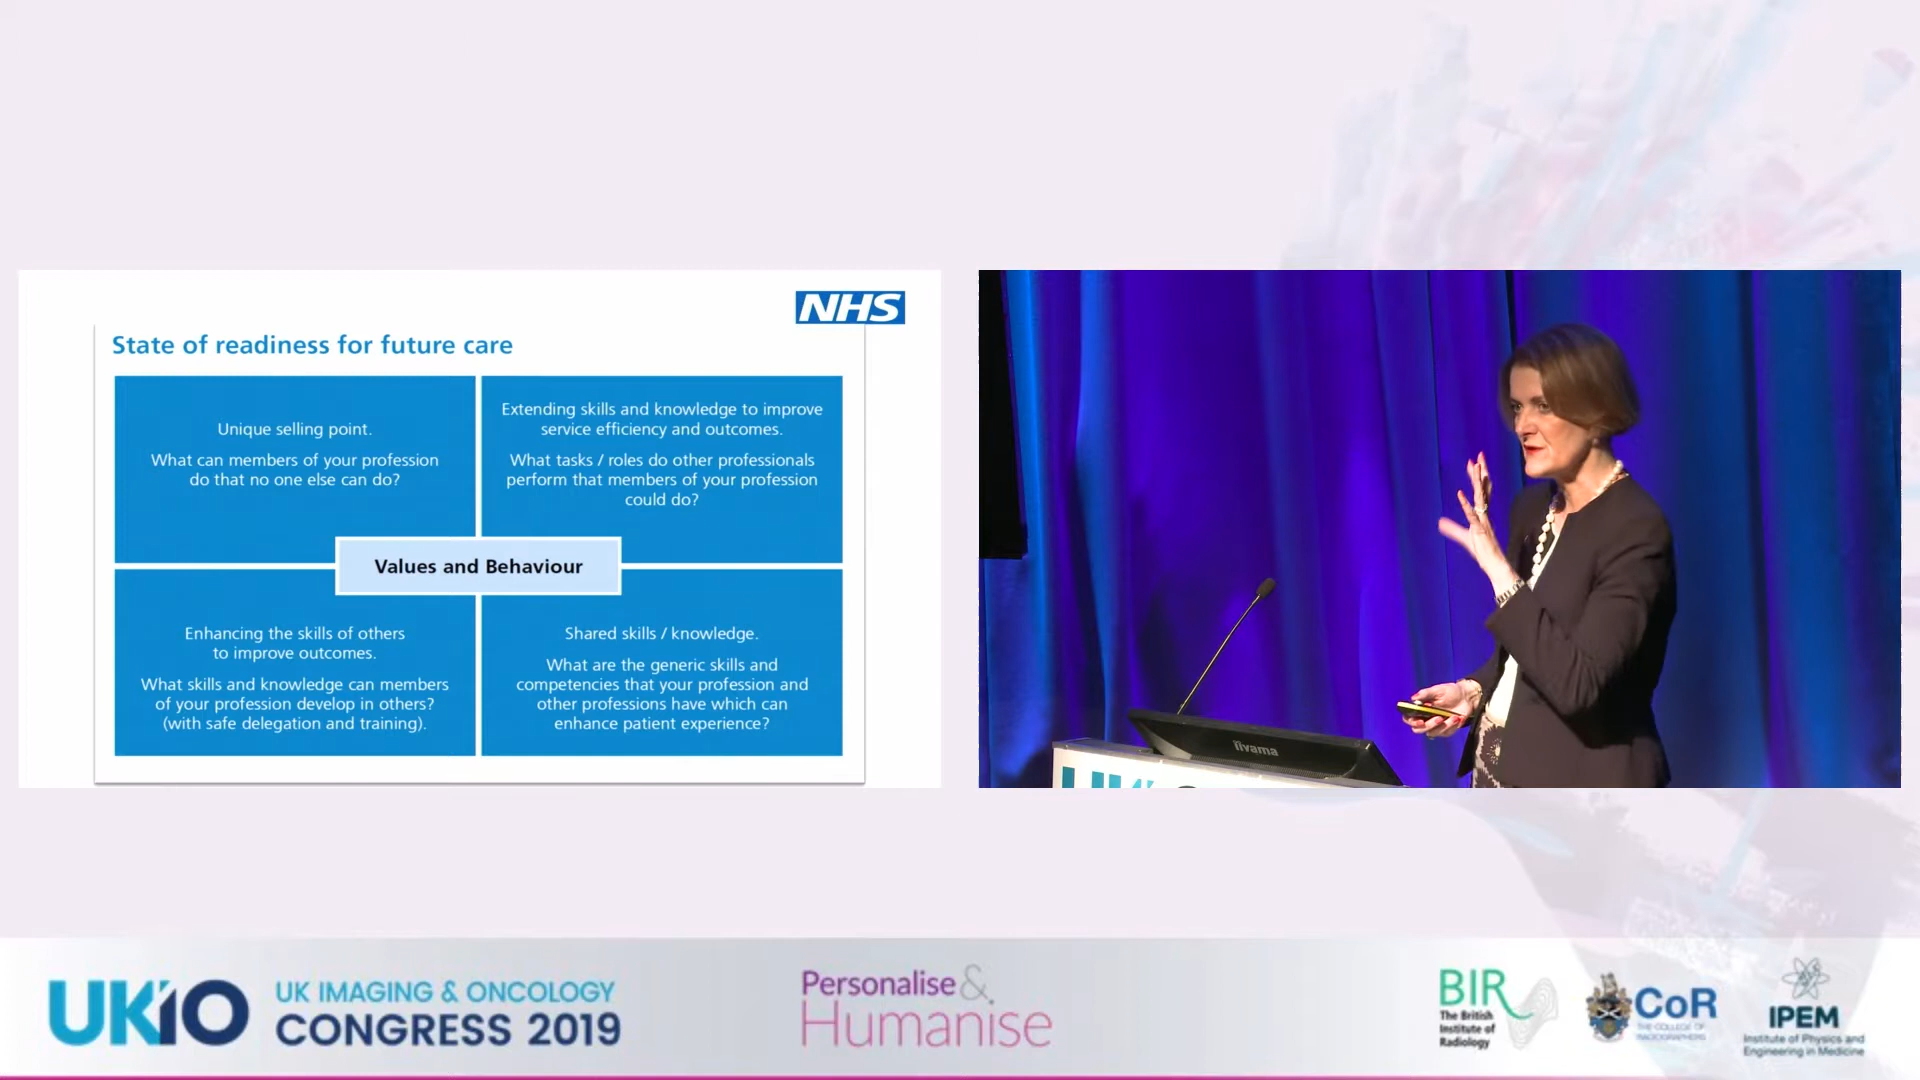 NHS
State of readiness for future care
Unique selling point.
What can members of your profession
do that no one else can do?
Extending skills and knowledge to improve
service efficiency and outcomes.
What tasks / roles do other professionals
perform that members of your profession
could do?
Values and Behaviour
Enhancing the skills of others
to improve outcomes.
What skills and knowledge can members
of your profession develop in others?
(with safe delegation and training).
Shared skills / knowledge.
What are the generic skills and
competencies that your profession and
other professions have which can
enhance patient experience?
iiyama
UKiO
UK IMAGING & ONCOLOGY
CONGRESS 2019
Personalise &
Humanise
BIR
The British
Institute of
Radiology
CoR
THE COLLEGE OF
RADIOGRAPHERS
IPEM
Institute of Physics and
Engineering in Medicine